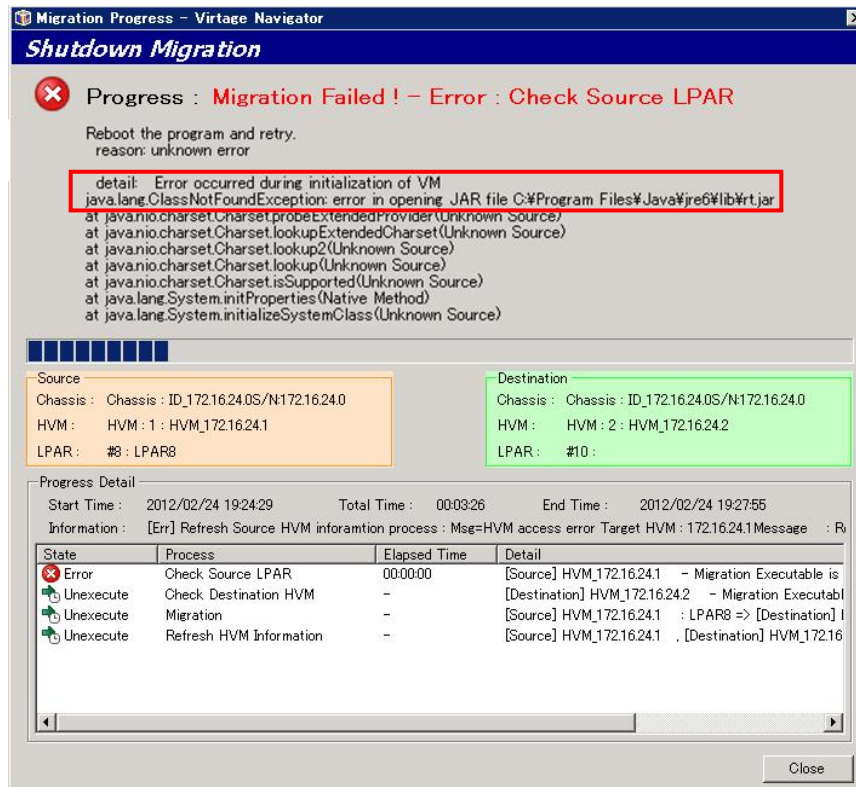 Migration Progress - Virtage Navigator
Shutdown Migration
Progress : Migration Failed ! - Error : Check Source LPAR
Reboot the program and retry.
reason: unknown error
detail: Error occurred during initialization of VM
java.lang.ClassNotFoundException: error in opening JAR file C:¥Program Files¥Java¥jre6¥lib¥rt.jar
at java.nio.charset.Charset.probeExtendedProvider(Unknown Source)
at java.nio.charset.Charset.lookupExtendedCharset(Unknown Source)
at java.nio.charset.Charset.lookup2(Unknown Source)
at java.nio.charset.Charset.lookup(Unknown Source)
at java.nio.charset.Charset.isSupported(Unknown Source)
at java.lang.System.initProperties(Native Method)
at java.lang.System.initializeSystemClass(Unknown Source)
Source
Chassis : Chassis : ID_172.16.24.0S/N:172.16.24.0
HVM : HVM : 1 : HVM_172.16.24.1
LPAR : #8 : LPAR8
Destination
Chassis : Chassis : ID_172.16.24.0S/N:172.16.24.0
HVM : HVM : 2 : HVM_172.16.24.2
LPAR : #10 :
Progress Detail
Start Time : 2012/02/24 19:24:29 Total Time : 00:03:26 End Time : 2012/02/24 19:27:55
Information : [Err] Refresh Source HVM inforamtion process : Msg=HVM access error Target HVM : 172.16.24.1Message : R
State Process Elapsed Time Detail
Error Check Source LPAR 00:00:00 [Source] HVM_172.16.24.1 - Migration Executable is
Unexecute Check Destination HVM - [Destination] HVM_172.16.24.2 - Migration Executabl
Unexecute Migration - [Source] HVM_172.16.24.1 : LPAR8 => [Destination]
Unexecute Refresh HVM Information - [Source] HVM_172.16.24.1 , [Destination] HVM_172.16
Close